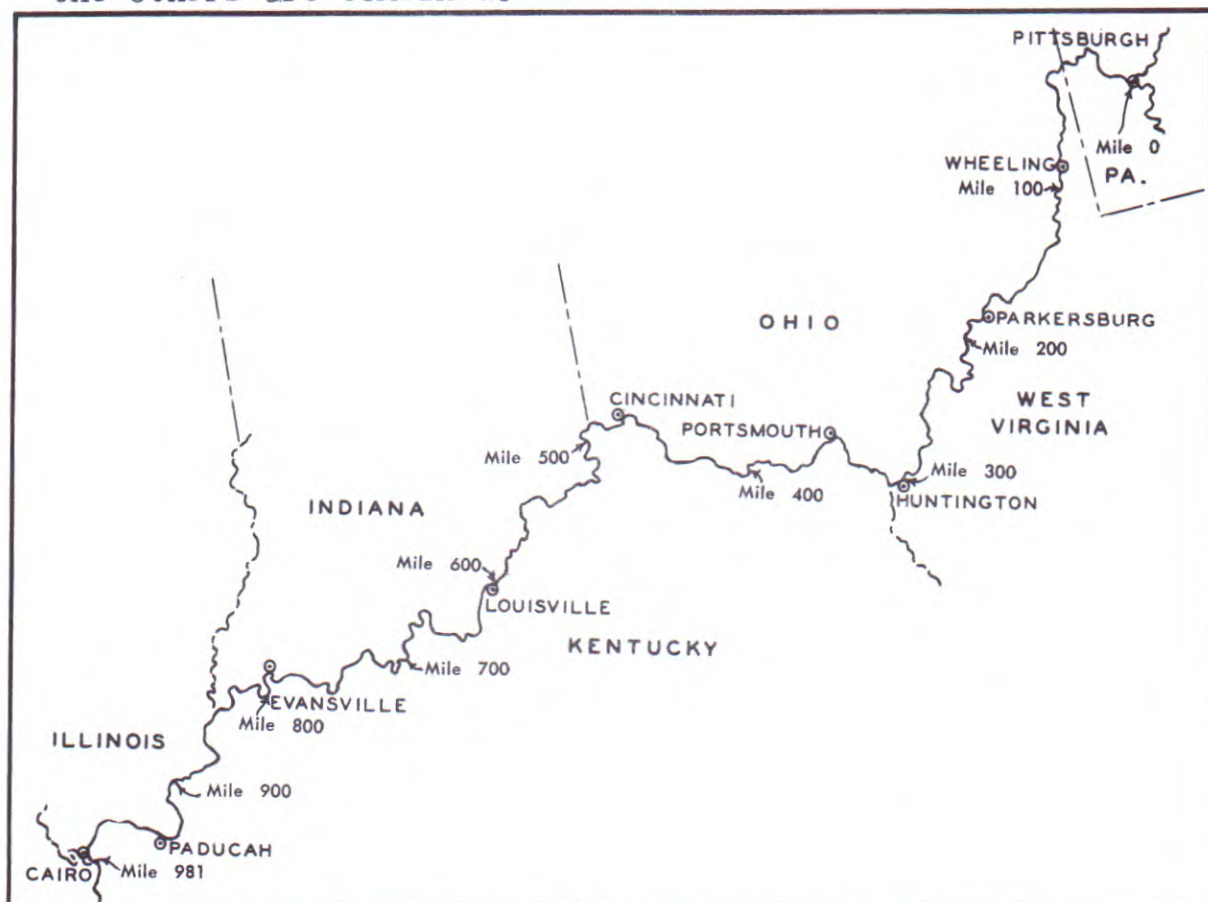 PITTSBURGH
Mile 0
PA.
WHEELING
Mile 100
OHIO
PARKERSBURG
Mile 200
WEST
VIRGINIA
CINCINNATI
PORTSMOUTH
Mile 500
Mile 400
Mile 300
HUNTINGTON
INDIANA
Mile 600
LOUISVILLE
KENTUCKY
Mile 700
EVANSVILLE
Mile 800
ILLINOIS
Mile 900
PADUCAH
CAIRO
Mile 981